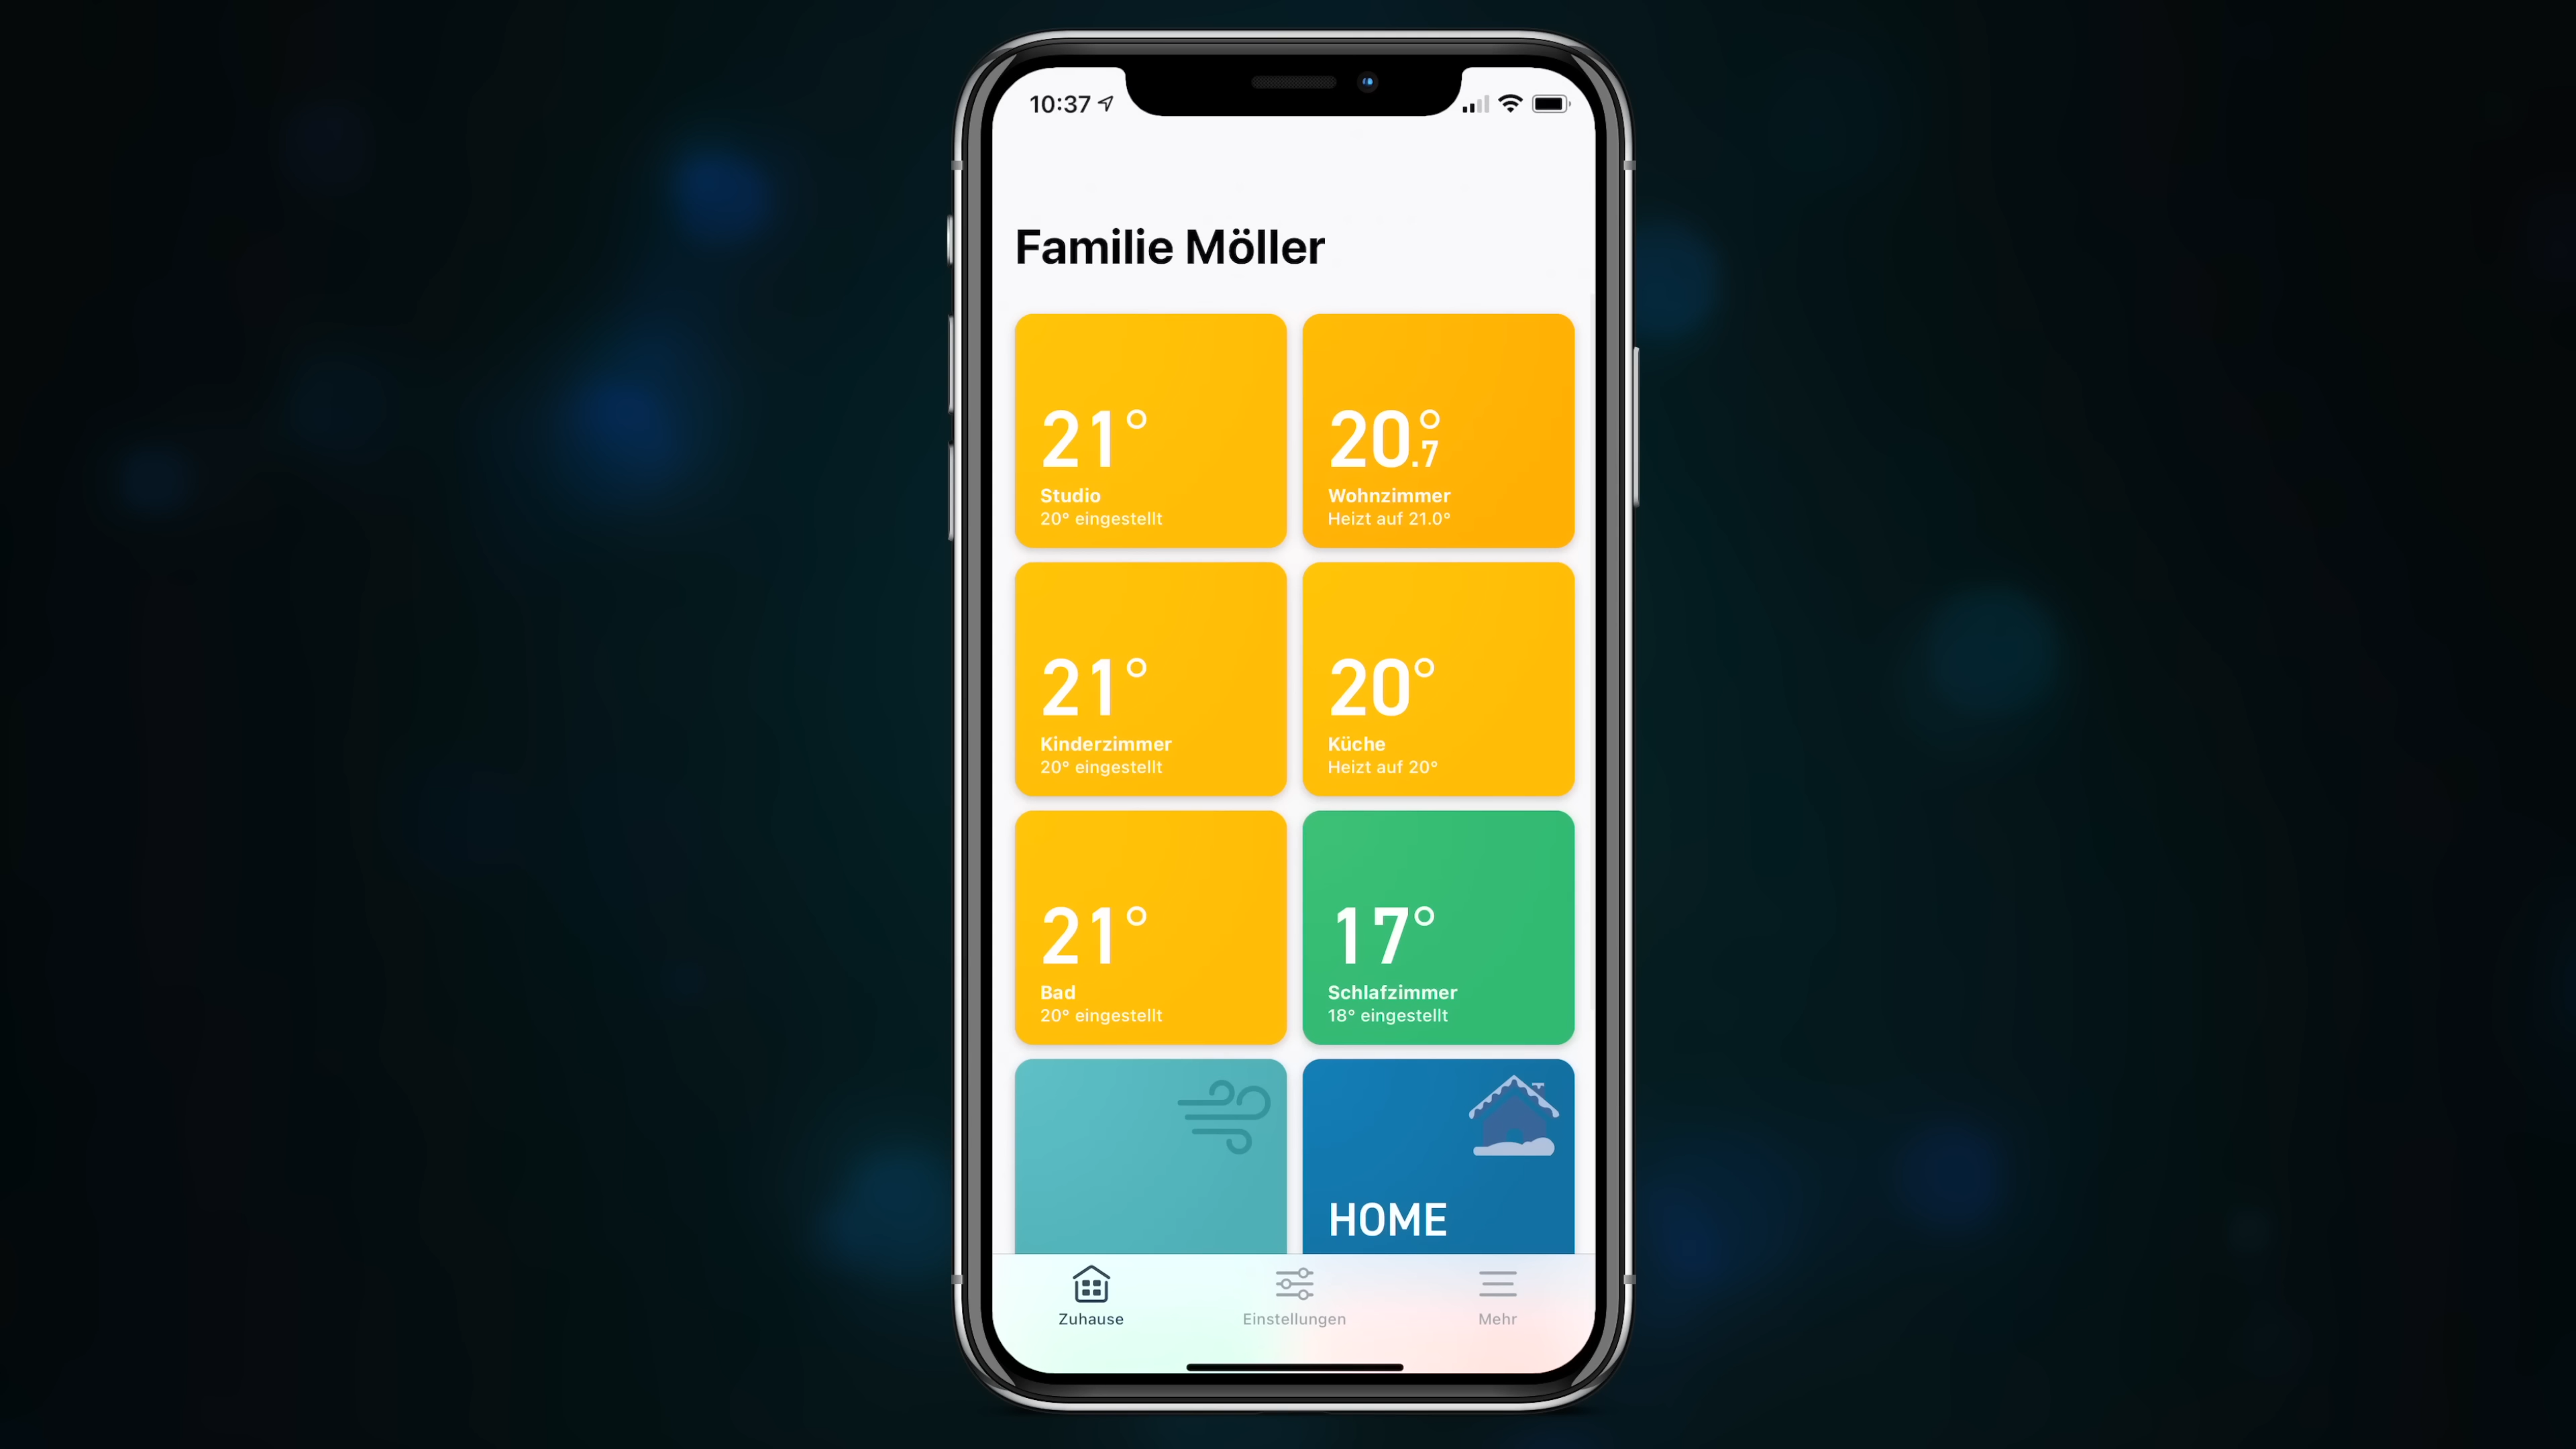 10:37
Familie Möller
21°
Studio
20° eingestellt
20.7°
Wohnzimmer
Heizt auf 21.0°
21°
Kinderzimmer
20° eingestellt
20°
Küche
Heizt auf 20°
21°
Bad
20° eingestellt
17°
Schlafzimmer
18° eingestellt
HOME
Zuhause
Einstellungen
Mehr